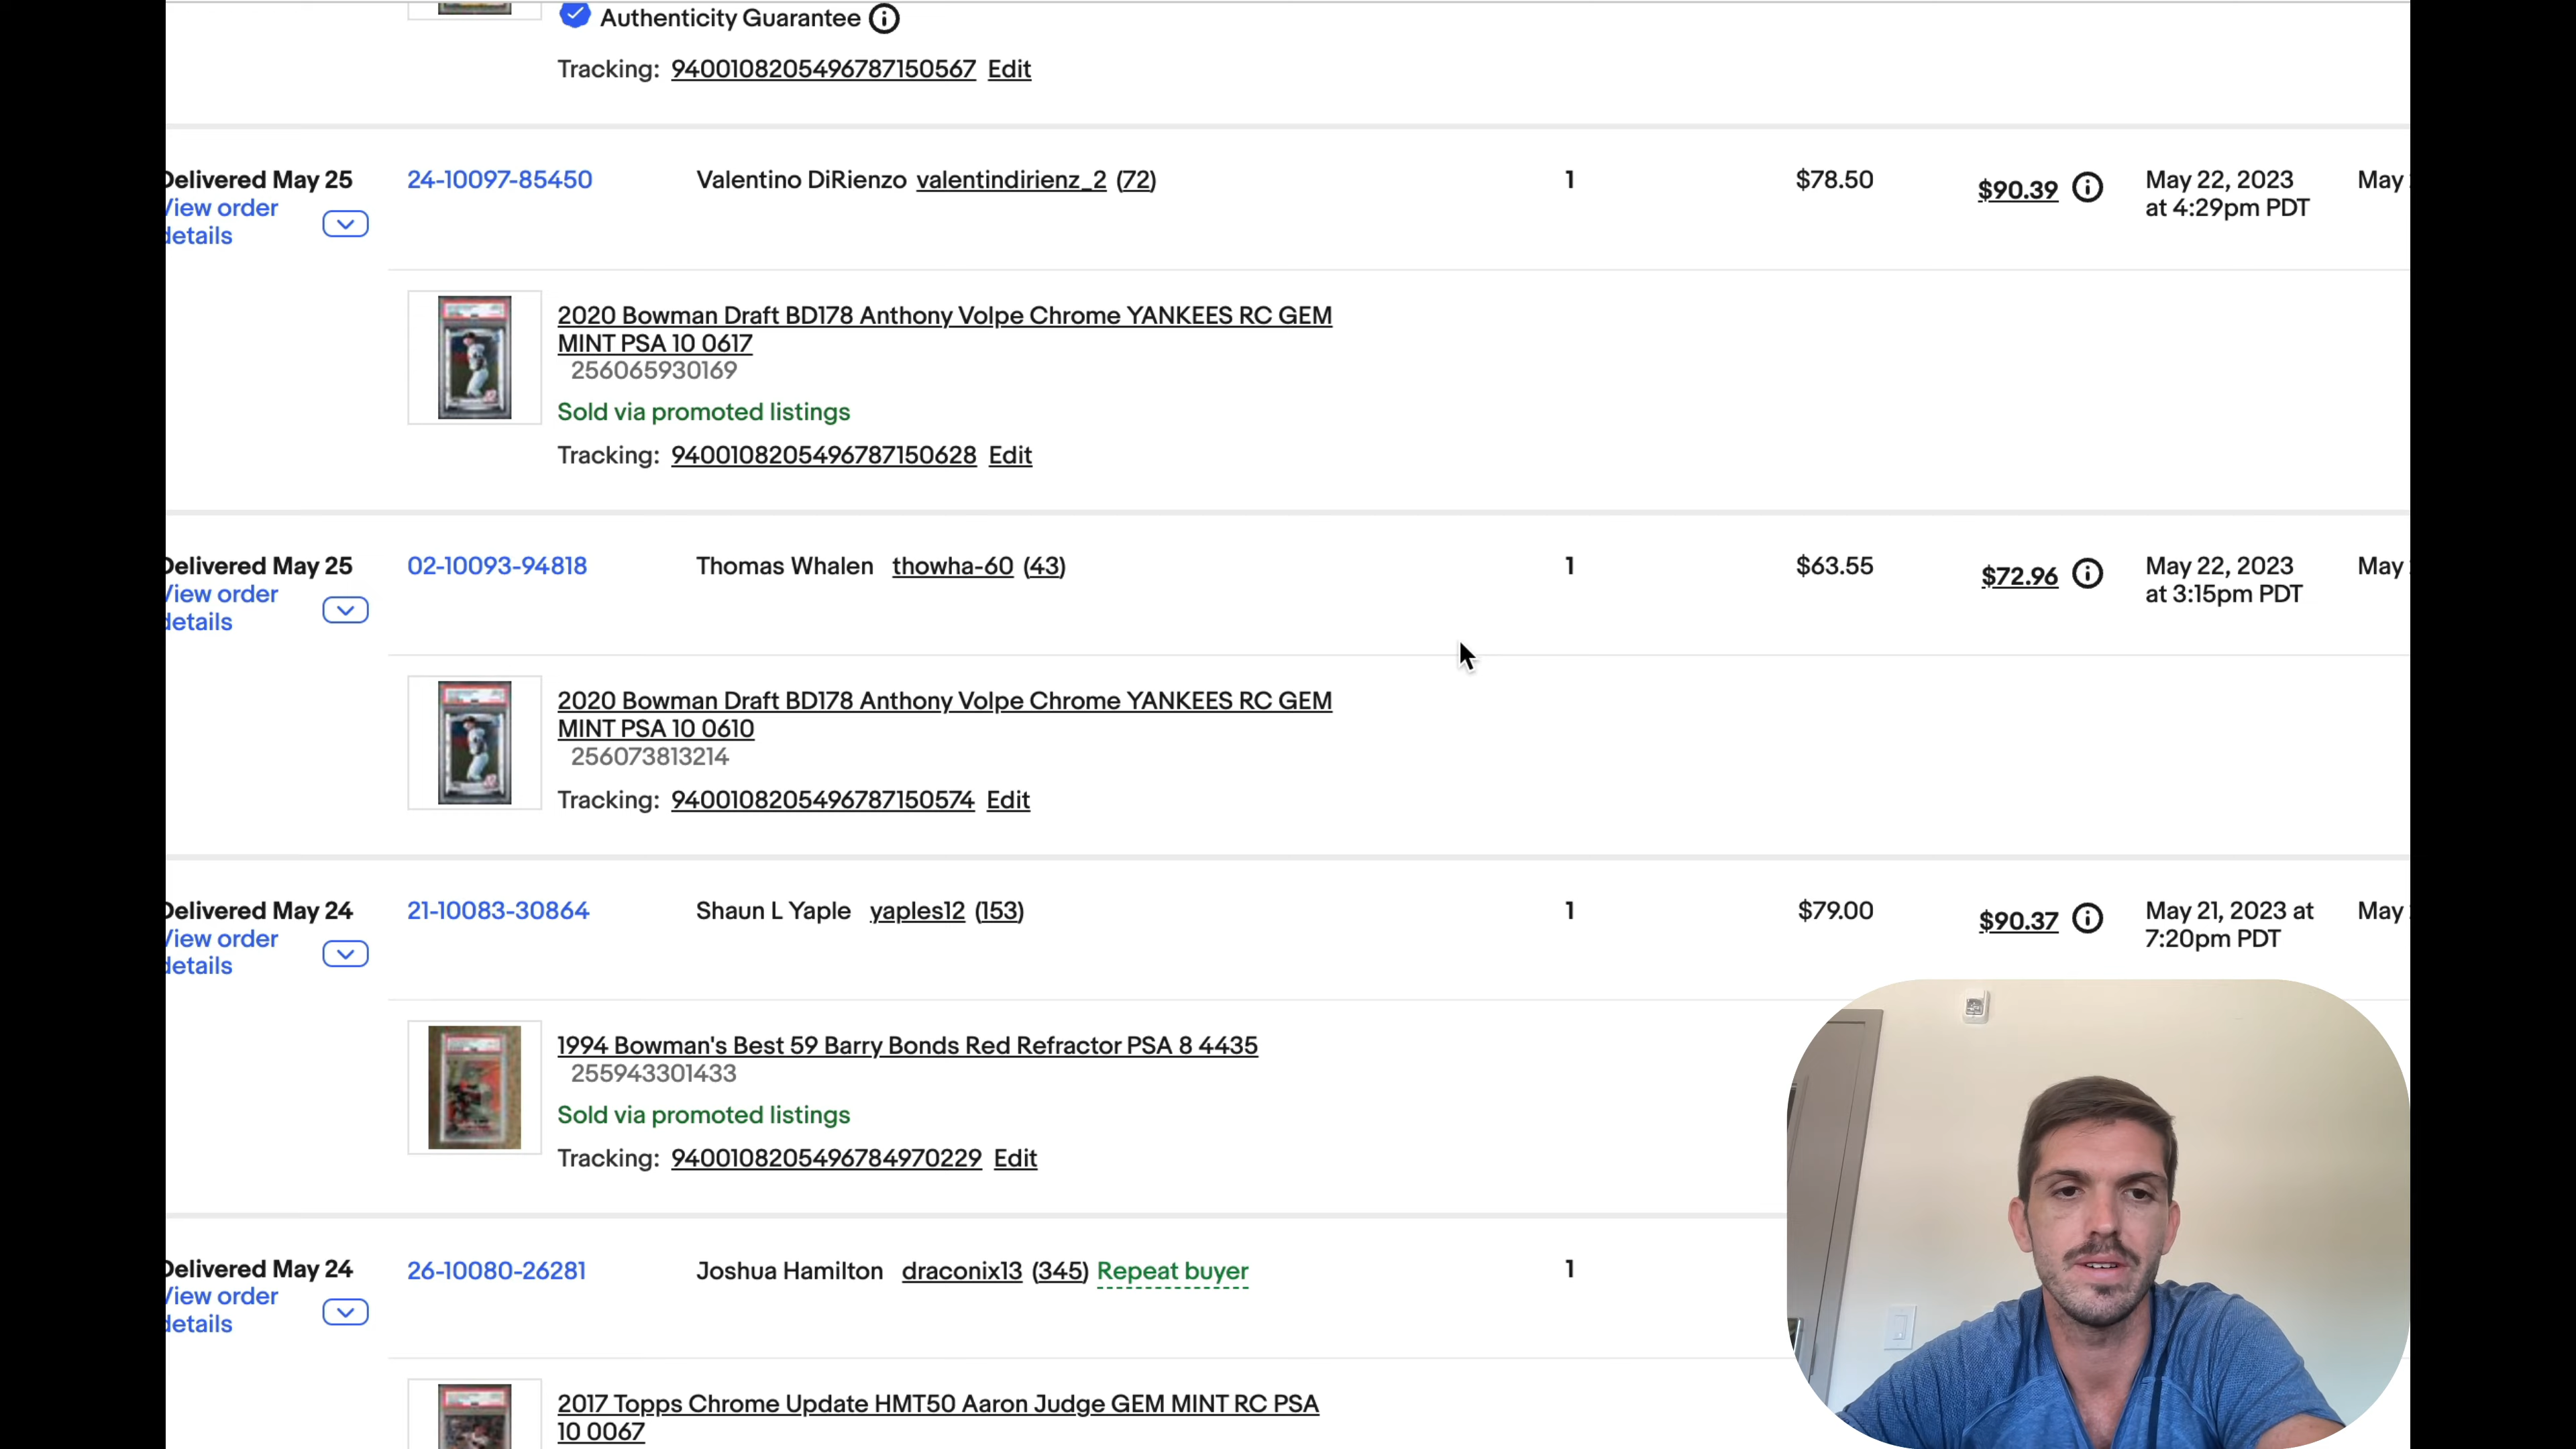 Authenticity Guarantee
Tracking: 9400108205496787150567 Edit
Delivered May 25 24-10097-85450 Valentino DiRienzo valentindirienz_2 (72) 1 $78.50 $90.39 May 22, 2023 May
View order at 4:29pm PDT
details
2020 Bowman Draft BD178 Anthony Volpe Chrome YANKEES RC GEM
MINT PSA 10 0617
256065930169
Sold via promoted listings
Tracking: 9400108205496787150628 Edit
Delivered May 25 02-10093-94818 Thomas Whalen thowha-60 (43) 1 $63.55 $72.96 May 22, 2023 May
View order at 3:15pm PDT
details
2020 Bowman Draft BD178 Anthony Volpe Chrome YANKEES RC GEM
MINT PSA 10 0610
256073813214
Tracking: 9400108205496787150574 Edit
Delivered May 24 21-10083-30864 Shaun L Yaple yaples12 (153) 1 $79.00 $90.37 May 21, 2023 at May
View order 7:20pm PDT
details
1994 Bowman's Best 59 Barry Bonds Red Refractor PSA 8 4435
255943301433
Sold via promoted listings
Tracking: 9400108205496784970229 Edit
Delivered May 24 26-10080-26281 Joshua Hamilton draconix13 (345) Repeat buyer 1
View order
details
2017 Topps Chrome Update HMT50 Aaron Judge GEM MINT RC PSA
10 0067